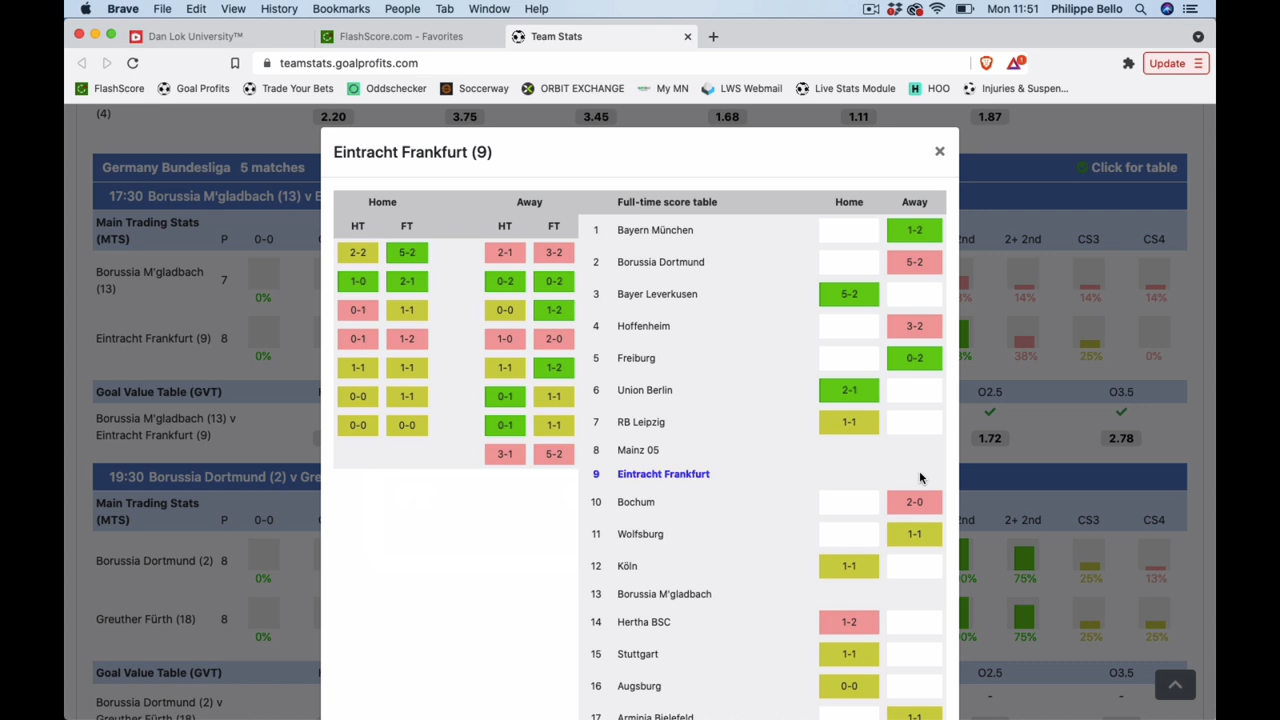 Brave File Edit View History Bookmarks People Tab Window Help Mon 11:51 Philippe Bello
Dan Lok University™ FlashScore.com - Favorites Team Stats
teamstats.goalprofits.com Update
FlashScore Goal Profits Trade Your Bets Oddschecker Soccerway ORBIT EXCHANGE My MN LWS Webmail Live Stats Module HOO Injuries & Suspen...
(4) 2.20 3.75 3.45 1.68 1.11 1.87
Eintracht Frankfurt (9) ×
Germany Bundesliga 5 matches Click for table
17:30 Borussia M'gladbach (13) v E
Main Trading Stats
(MTS) P 0-0 2nd 2+ 2nd CS3 CS4
Borussia M'gladbach
(13) 7 0% 14% 14% 14%
Eintracht Frankfurt (9) 8 0% 38% 25% 0%
Goal Value Table (GVT) O2.5 O3.5
Borussia M'gladbach (13) v
Eintracht Frankfurt (9) 1.72 2.78
19:30 Borussia Dortmund (2) v Gre
Main Trading Stats
(MTS) P 0-0 2nd 2+ 2nd CS3 CS4
Borussia Dortmund (2) 8 0% 75% 25% 13%
Greuther Fürth (18) 8 0% 75% 25% 25%
Goal Value Table (GVT) O2.5 O3.5
Borussia Dortmund (2) v - -
Greuther Fürth (18)
Home Away
HT FT HT FT
2-2 5-2 2-1 3-2
1-0 2-1 0-2 0-2
0-1 1-1 0-0 1-2
0-1 1-2 1-0 2-0
1-1 1-1 1-1 1-2
0-0 1-1 0-1 1-1
0-0 0-0 0-1 1-1
3-1 5-2
Full-time score table Home Away
1 Bayern München 1-2
2 Borussia Dortmund 5-2
3 Bayer Leverkusen 5-2
4 Hoffenheim 3-2
5 Freiburg 0-2
6 Union Berlin 2-1
7 RB Leipzig 1-1
8 Mainz 05
9 Eintracht Frankfurt
10 Bochum 2-0
11 Wolfsburg 1-1
12 Köln 1-1
13 Borussia M'gladbach
14 Hertha BSC 1-2
15 Stuttgart 1-1
16 Augsburg 0-0
17 Arminia Bielefeld 1-1